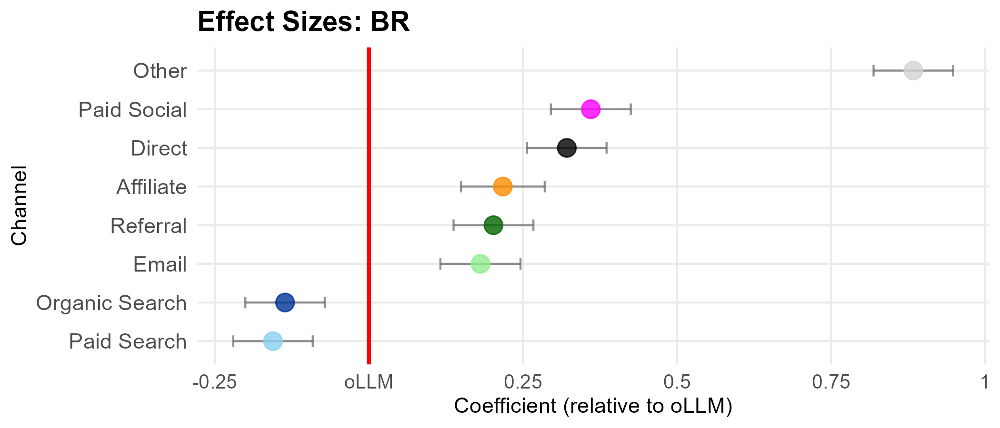 Effect Sizes: BR
Channel
Other
Paid Social
Direct
Affiliate
Referral
Email
Organic Search
Paid Search
-0.25 oLLM 0.25 0.5 0.75 1
Coefficient (relative to oLLM)